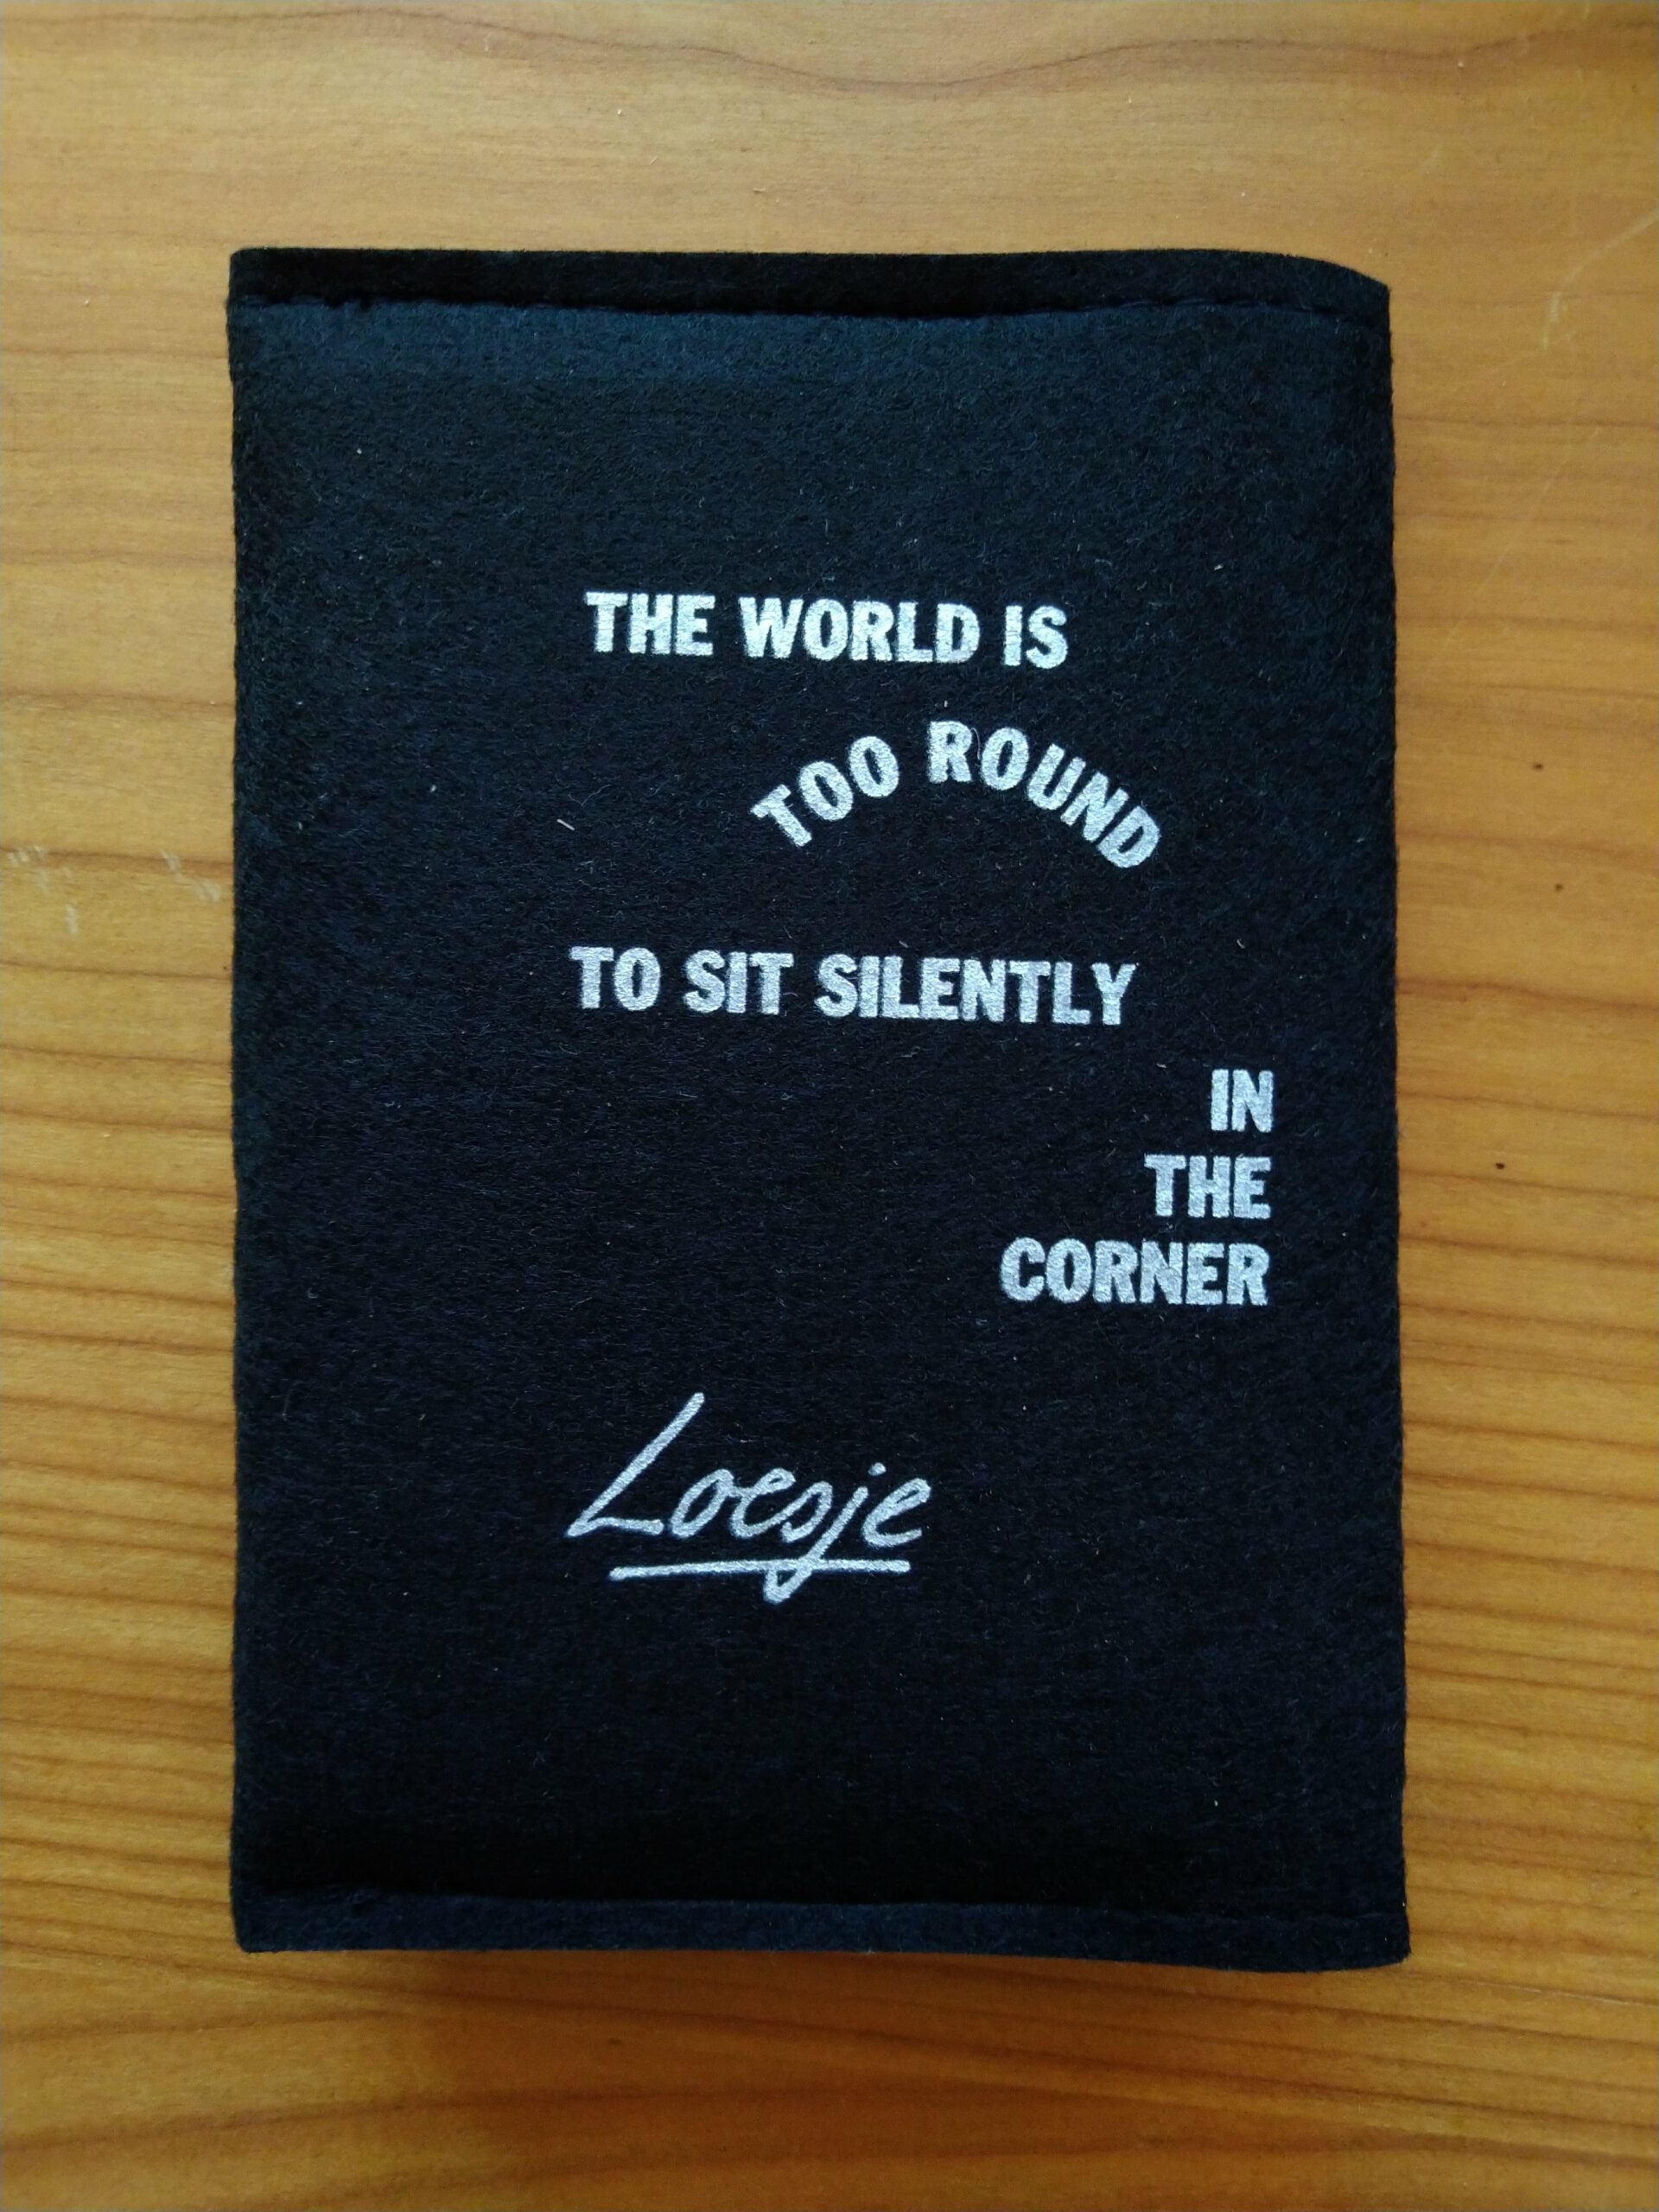 THE WORLD IS
TOO ROUND
TO SIT SILENTLY
IN
THE
CORNER
Loesje